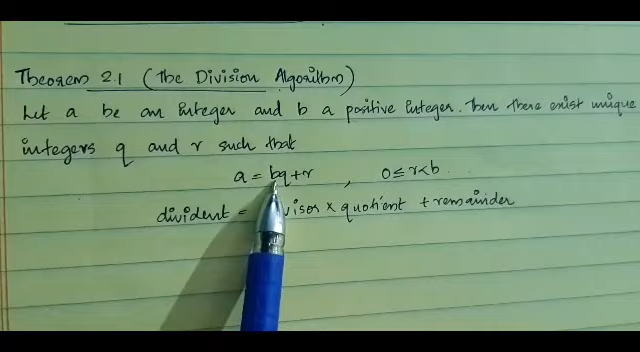 Theorem 2.1 (The Division Algorithm)
Let a be an integer and b a positive integer. Then there exist unique
integers q and r such that
a = bq+r , 0≤r<b.
divident = visor × quotient + remainder